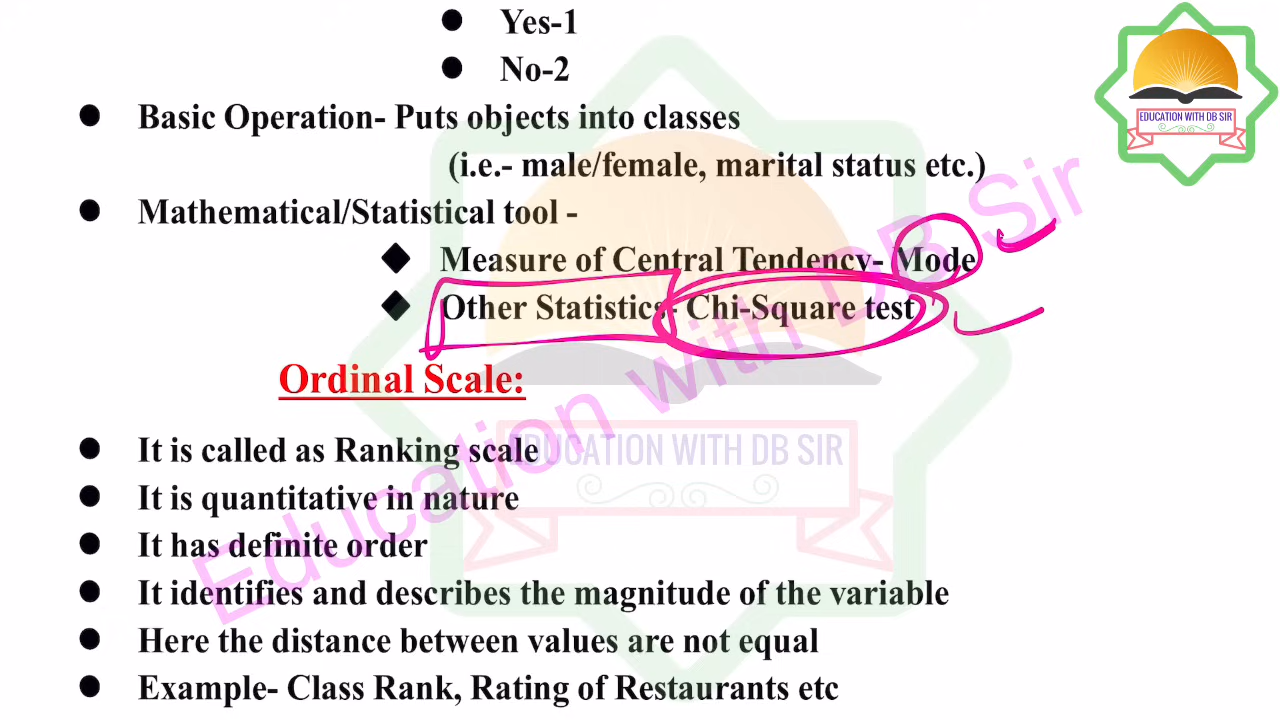 Yes-1
No-2
Basic Operation- Puts objects into classes
(i.e.- male/female, marital status etc.)
Mathematical/Statistical tool -
Measure of Central Tendency- Mode
Other Statistics- Chi-Square test
Ordinal Scale:
It is called as Ranking scale
It is quantitative in nature
It has definite order
It identifies and describes the magnitude of the variable
Here the distance between values are not equal
Example- Class Rank, Rating of Restaurants etc
EDUCATION WITH DB SIR
EDUCATION WITH DB SIR
Education with DB Sir